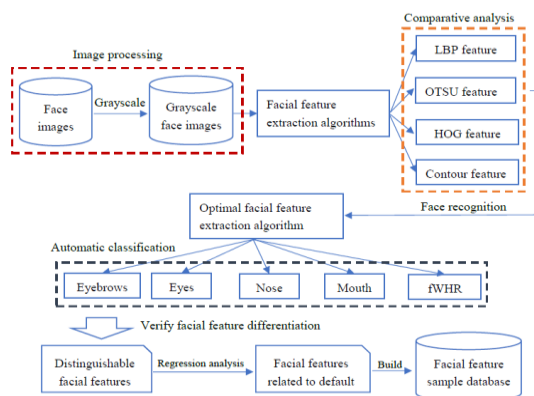 Comparative analysis
Image processing
LBP feature
Face
images
Grayscale
Grayscale
face images
Facial feature
extraction algorithms
OTSU feature
HOG feature
Contour feature
Optimal facial feature
extraction algorithm
Face recognition
Automatic classification
Eyebrows
Eyes
Nose
Mouth
fWHR
Verify facial feature differentiation
Distinguishable
facial features
Regression analysis
Facial features
related to default
Build
Facial feature
sample database